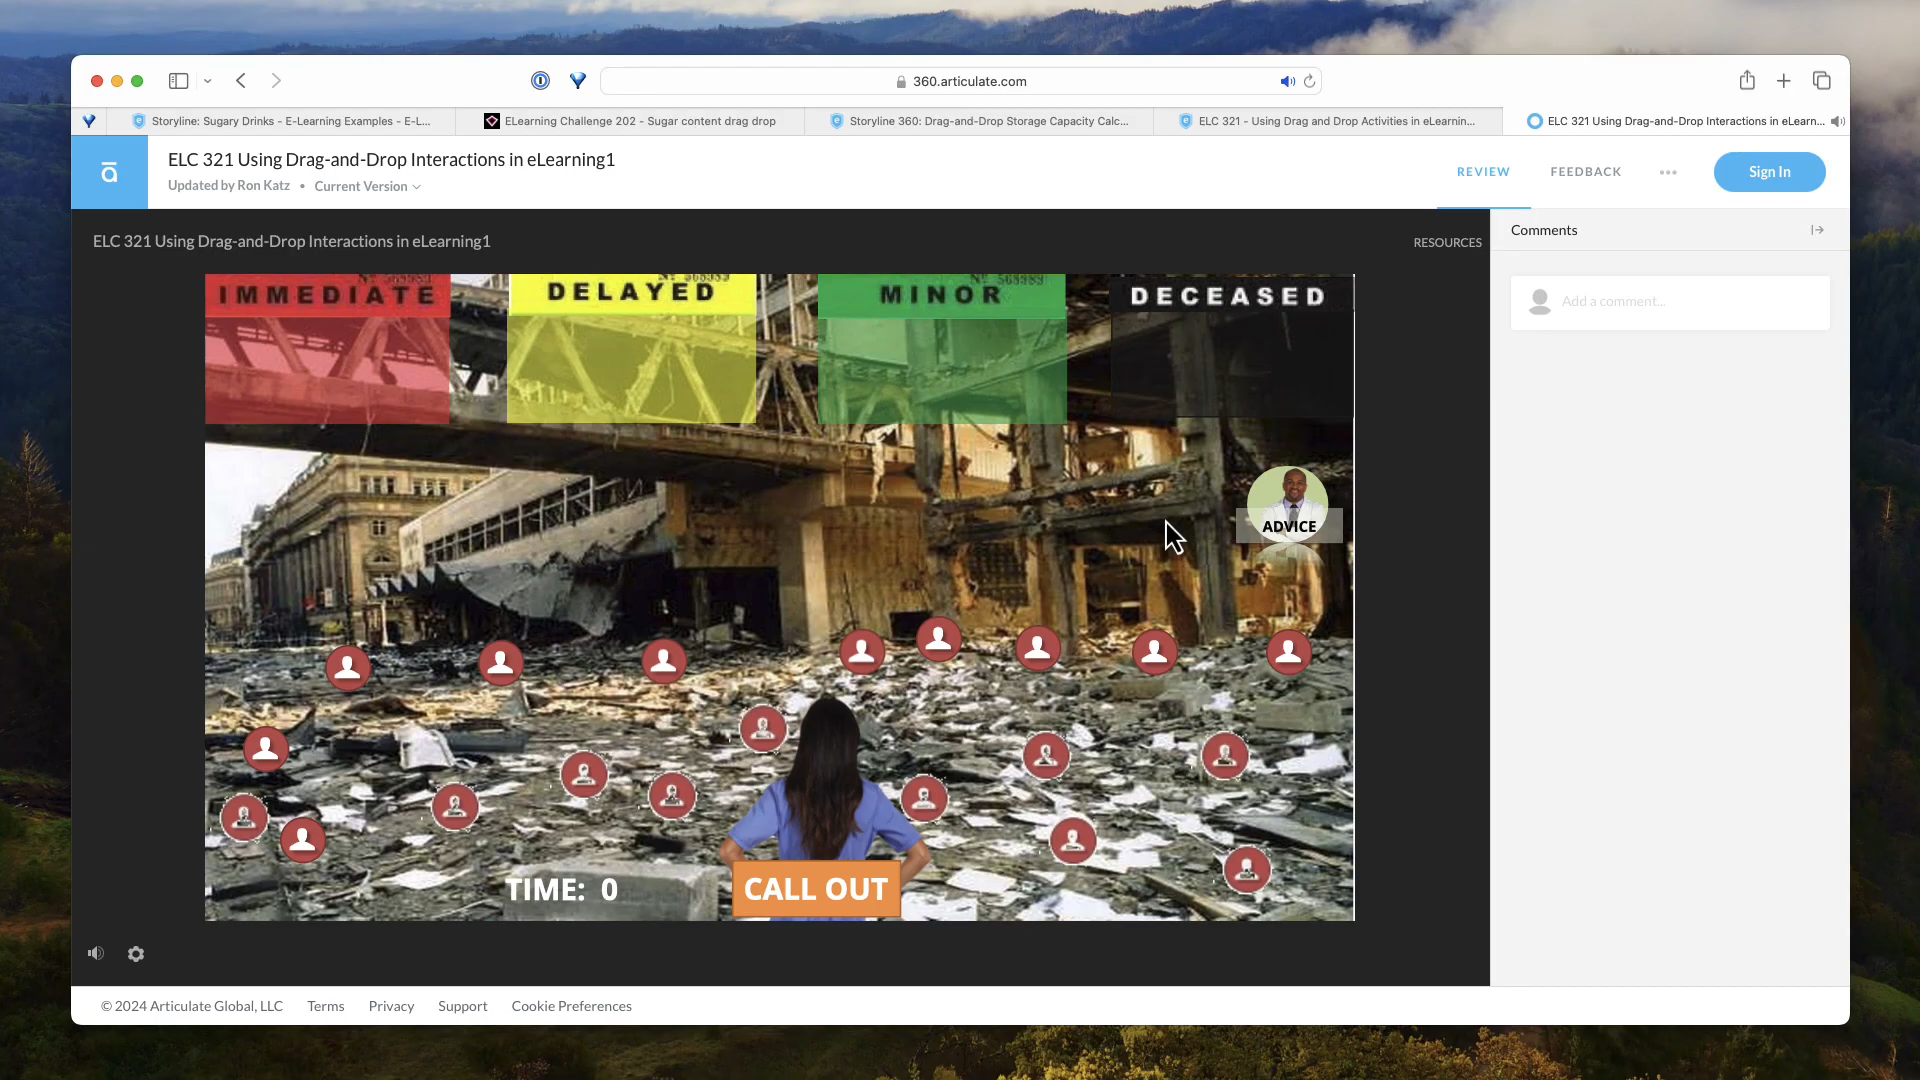 360.articulate.com
Storyline: Sugary Drinks - E-Learning Examples - E-L...
ELearning Challenge 202 - Sugar content drag drop
Storyline 360: Drag-and-Drop Storage Capacity Calc...
ELC 321 - Using Drag and Drop Activities in eLearnin...
ELC 321 Using Drag-and-Drop Interactions in eLearn...
ELC 321 Using Drag-and-Drop Interactions in eLearning1
Updated by Ron Katz • Current Version
REVIEW
FEEDBACK
Sign In
ELC 321 Using Drag-and-Drop Interactions in eLearning1
RESOURCES
Comments
Add a comment...
IMMEDIATE
DELAYED
MINOR
DECEASED
ADVICE
TIME: 0
CALL OUT
© 2024 Articulate Global, LLC
Terms
Privacy
Support
Cookie Preferences